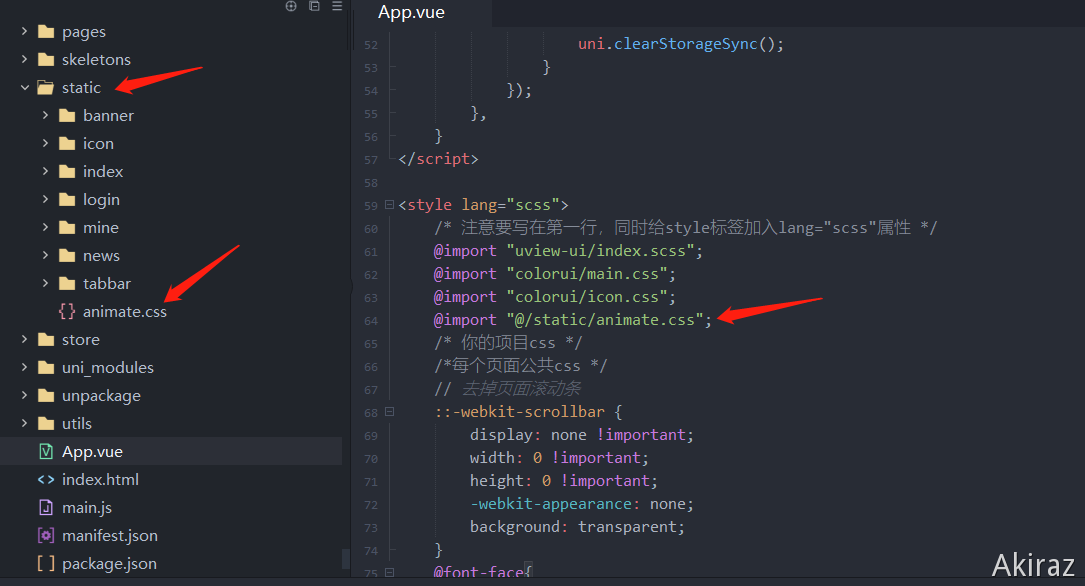 pages
skeletons
static
banner
icon
index
login
mine
news
tabbar
{} animate.css
store
uni_modules
unpackage
utils
App.vue
<> index.html
main.js
manifest.json
[ ] package.json
App.vue
52 uni.clearStorageSync();
53 }
54 });
55 },
56 }
57 </script>
58
59 <style lang="scss">
60 /* 注意要写在第一行，同时给style标签加入lang="scss"属性 */
61 @import "uview-ui/index.scss";
62 @import "colorui/main.css";
63 @import "colorui/icon.css";
64 @import "@/static/animate.css";
65 /* 你的项目css */
66 /*每个页面公共css */
67 // 去掉页面滚动条
68 ::-webkit-scrollbar {
69 display: none !important;
70 width: 0 !important;
71 height: 0 !important;
72 -webkit-appearance: none;
73 background: transparent;
74 }
75 @font-face{
Akiraz